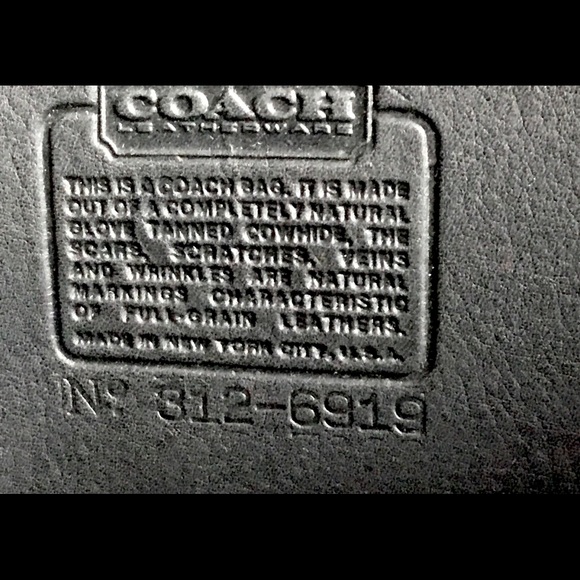 COACH
LEATHERWARE
THIS IS A COACH BAG. IT IS MADE
OUT OF A COMPLETELY NATURAL
GLOVE TANNED COWHIDE, THE
SCARS, SCRATCHES, VEINS
AND WRINKLES ARE NATURAL
MARKINGS CHARACTERISTIC
OF FULL-GRAIN LEATHERS.
MADE IN NEW YORK CITY, U.S.A.
Nº 312-6919